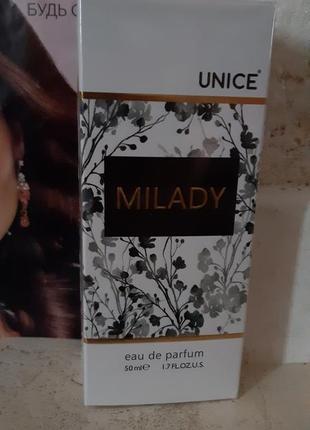 БУДЬ
UNICE®
MILADY
eau de parfum
50 ml℮ 1.7 FL.OZ.U.S.